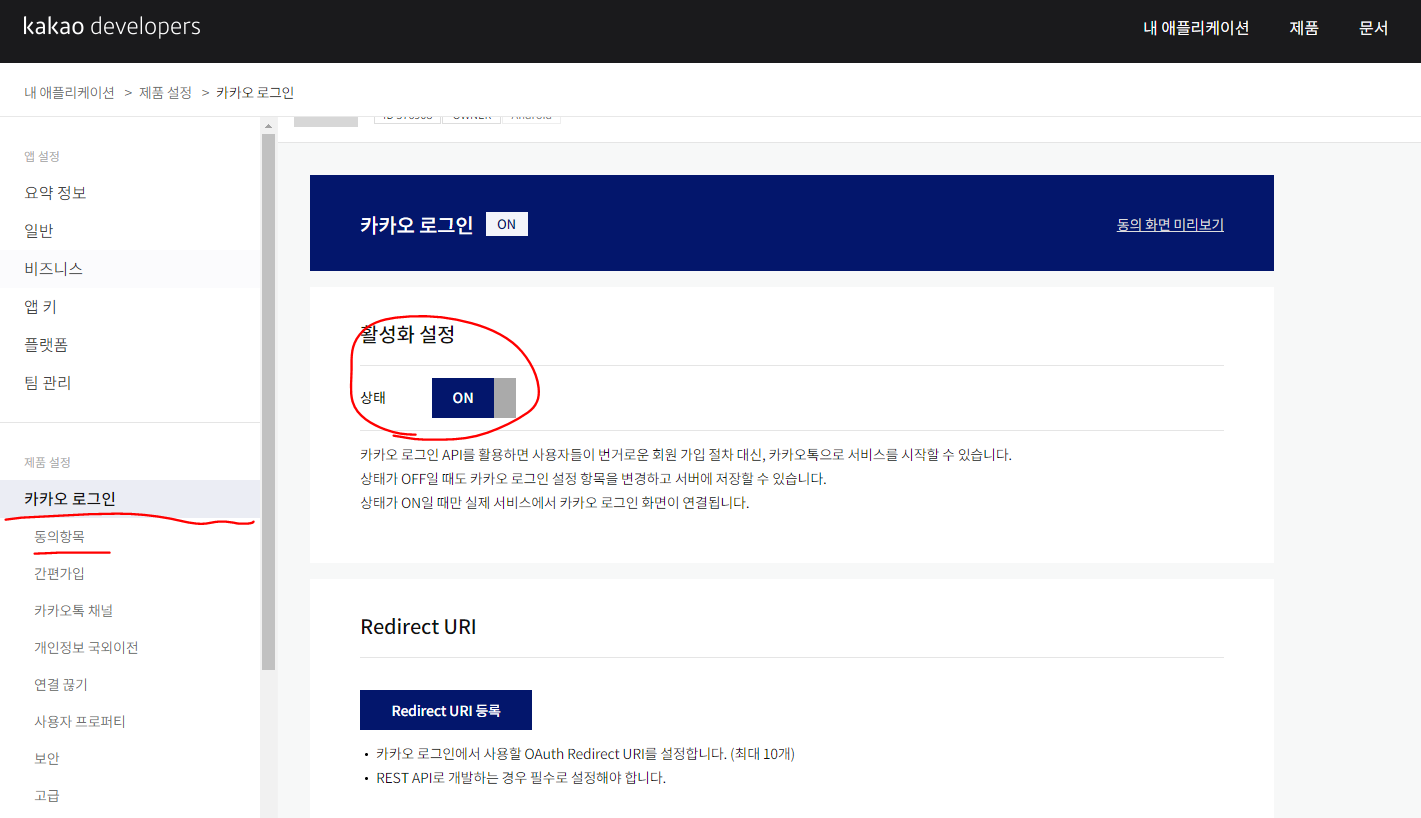 kakao developers
내 애플리케이션 제품 문서
내 애플리케이션 > 제품 설정 > 카카오 로그인
OWNER Android
앱 설정
요약 정보
일반
비즈니스
앱 키
플랫폼
팀 관리
제품 설정
카카오 로그인
동의항목
간편가입
카카오톡 채널
개인정보 국외이전
연결 끊기
사용자 프로퍼티
보안
고급
카카오 로그인 ON
동의 화면 미리보기
활성화 설정
상태 ON
카카오 로그인 API를 활용하면 사용자들이 번거로운 회원 가입 절차 대신, 카카오톡으로 서비스를 시작할 수 있습니다.
상태가 OFF일 때도 카카오 로그인 설정 항목을 변경하고 서버에 저장할 수 있습니다.
상태가 ON일 때만 실제 서비스에서 카카오 로그인 화면이 연결됩니다.
Redirect URI
Redirect URI 등록
• 카카오 로그인에서 사용할 OAuth Redirect URI를 설정합니다. (최대 10개)
• REST API로 개발하는 경우 필수로 설정해야 합니다.